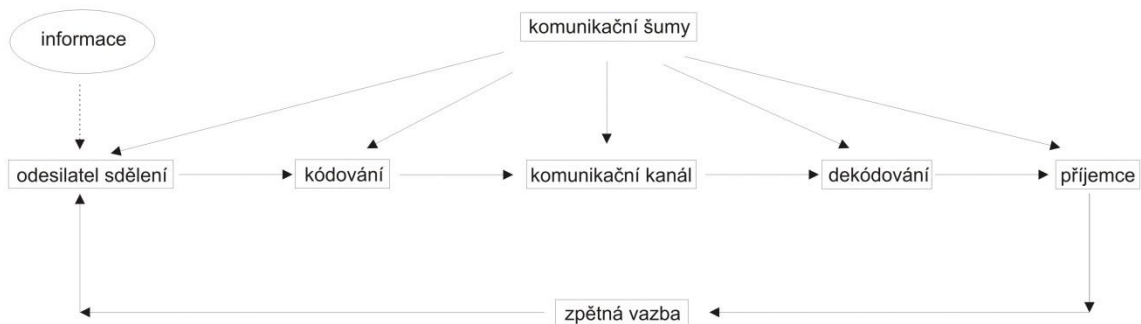 informace
komunikační šumy
odesilatel sdělení
kódování
komunikační kanál
dekódování
příjemce
zpětná vazba